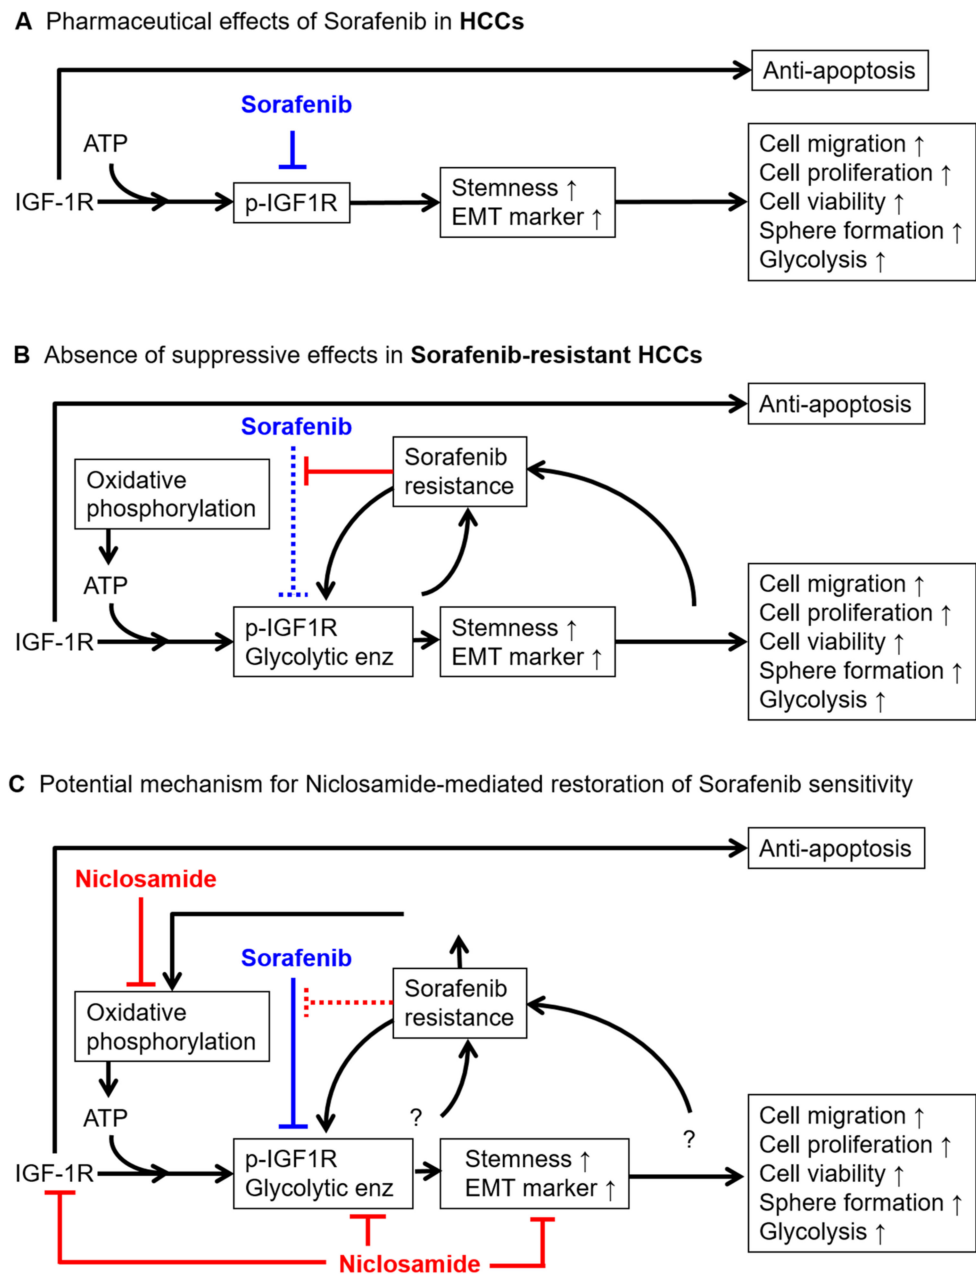 A Pharmaceutical effects of Sorafenib in HCCs
Anti-apoptosis
Sorafenib
ATP
IGF-1R
p-IGF1R
Stemness ↑
EMT marker ↑
Cell migration ↑
Cell proliferation ↑
Cell viability ↑
Sphere formation ↑
Glycolysis ↑
B Absence of suppressive effects in Sorafenib-resistant HCCs
Anti-apoptosis
Sorafenib
Sorafenib
resistance
Oxidative
phosphorylation
ATP
IGF-1R
p-IGF1R
Glycolytic enz
Stemness ↑
EMT marker ↑
Cell migration ↑
Cell proliferation ↑
Cell viability ↑
Sphere formation ↑
Glycolysis ↑
C Potential mechanism for Niclosamide-mediated restoration of Sorafenib sensitivity
Anti-apoptosis
Niclosamide
Sorafenib
Sorafenib
resistance
Oxidative
phosphorylation
ATP
?
?
IGF-1R
p-IGF1R
Glycolytic enz
Stemness ↑
EMT marker ↑
Cell migration ↑
Cell proliferation ↑
Cell viability ↑
Sphere formation ↑
Glycolysis ↑
Niclosamide